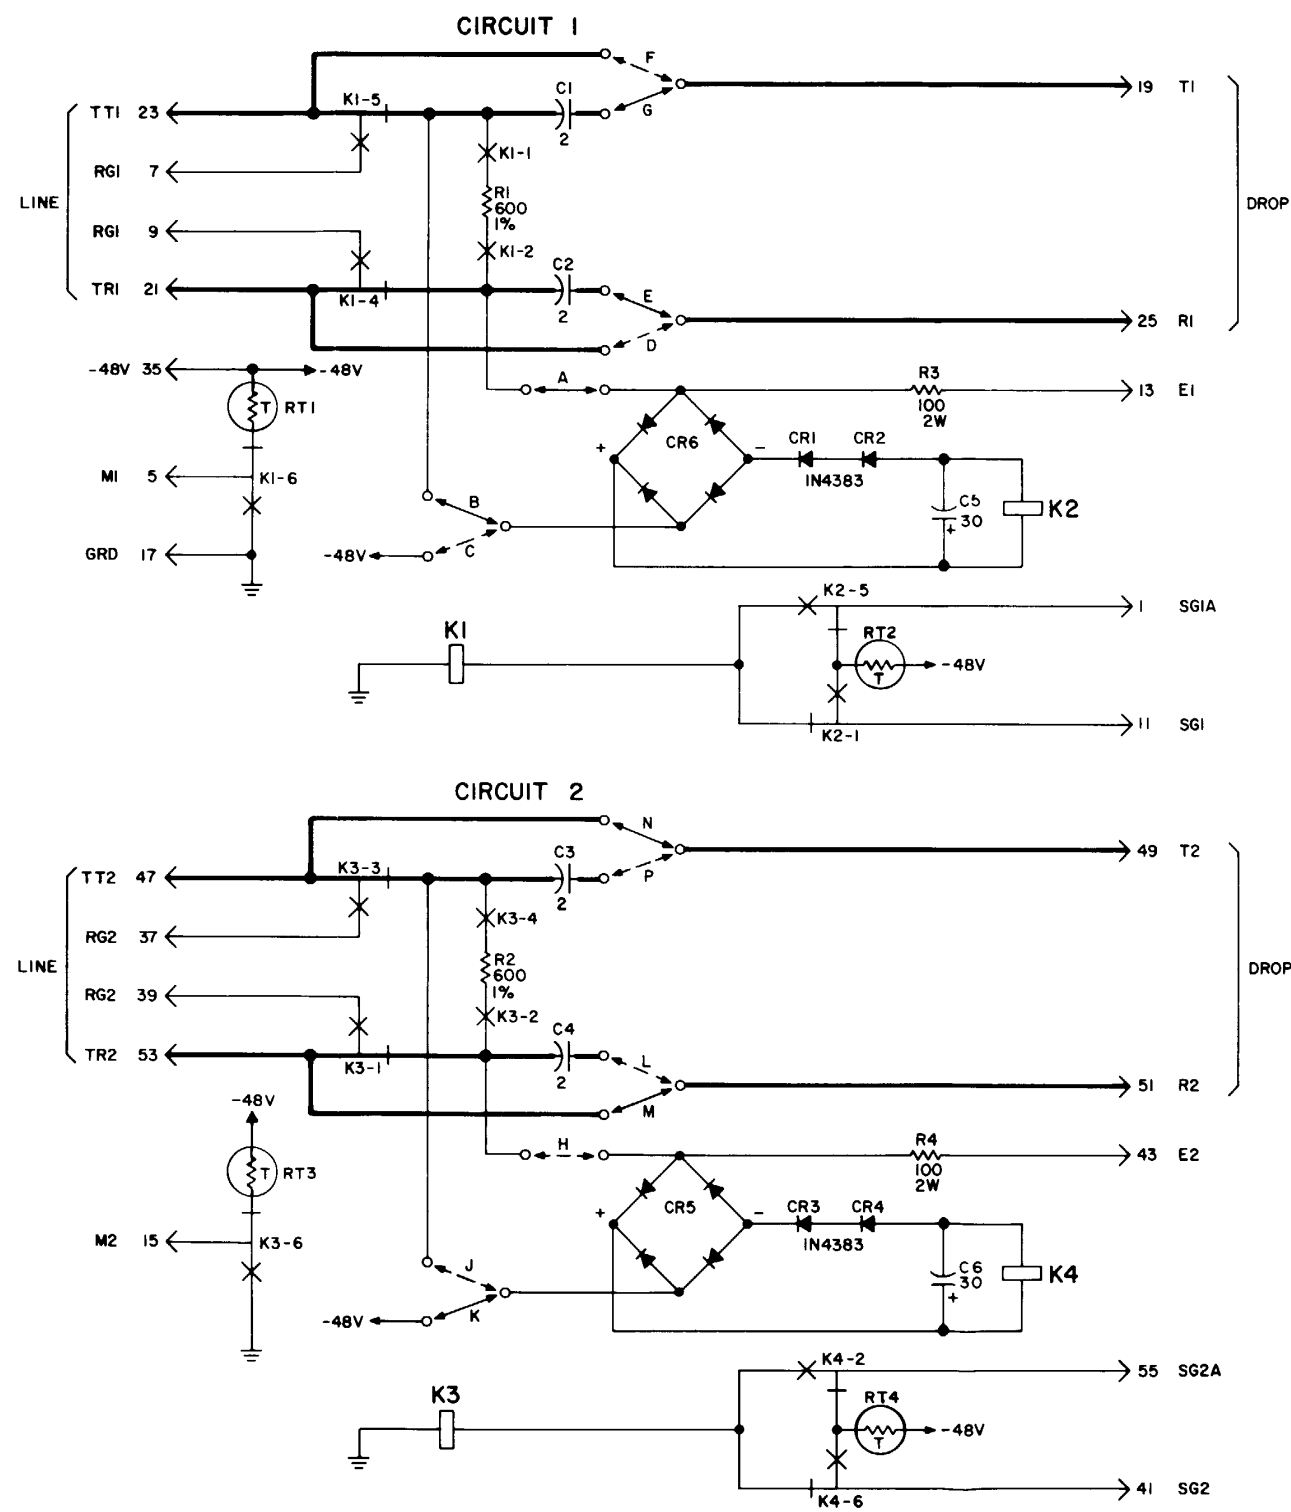 CIRCUIT 1
F
G
TT1 23
K1-5
C1
2
19 T1
RG1 7
K1-1
R1
600
1%
LINE
DROP
RG1 9
K1-2
C2
2
TR1 21
K1-4
E
D
25 R1
-48V 35
-48V
T RT1
A
R3
100
2W
13 E1
M1 5
K1-6
+
CR6
-
CR1
CR2
1N4383
C5
30
+
K2
B
C
GRD 17
-48V
K2-5
1 SG1A
K1
RT2
T
-48V
K2-1
11 SG1
CIRCUIT 2
N
P
TT2 47
K3-3
C3
2
49 T2
RG2 37
K3-4
R2
600
1%
LINE
DROP
RG2 39
K3-2
C4
2
TR2 53
K3-1
L
M
51 R2
-48V
T RT3
H
R4
100
2W
43 E2
M2 15
K3-6
+
CR5
-
CR3
CR4
1N4383
C6
30
+
K4
J
K
-48V
K4-2
55 SG2A
K3
RT4
T
-48V
K4-6
41 SG2